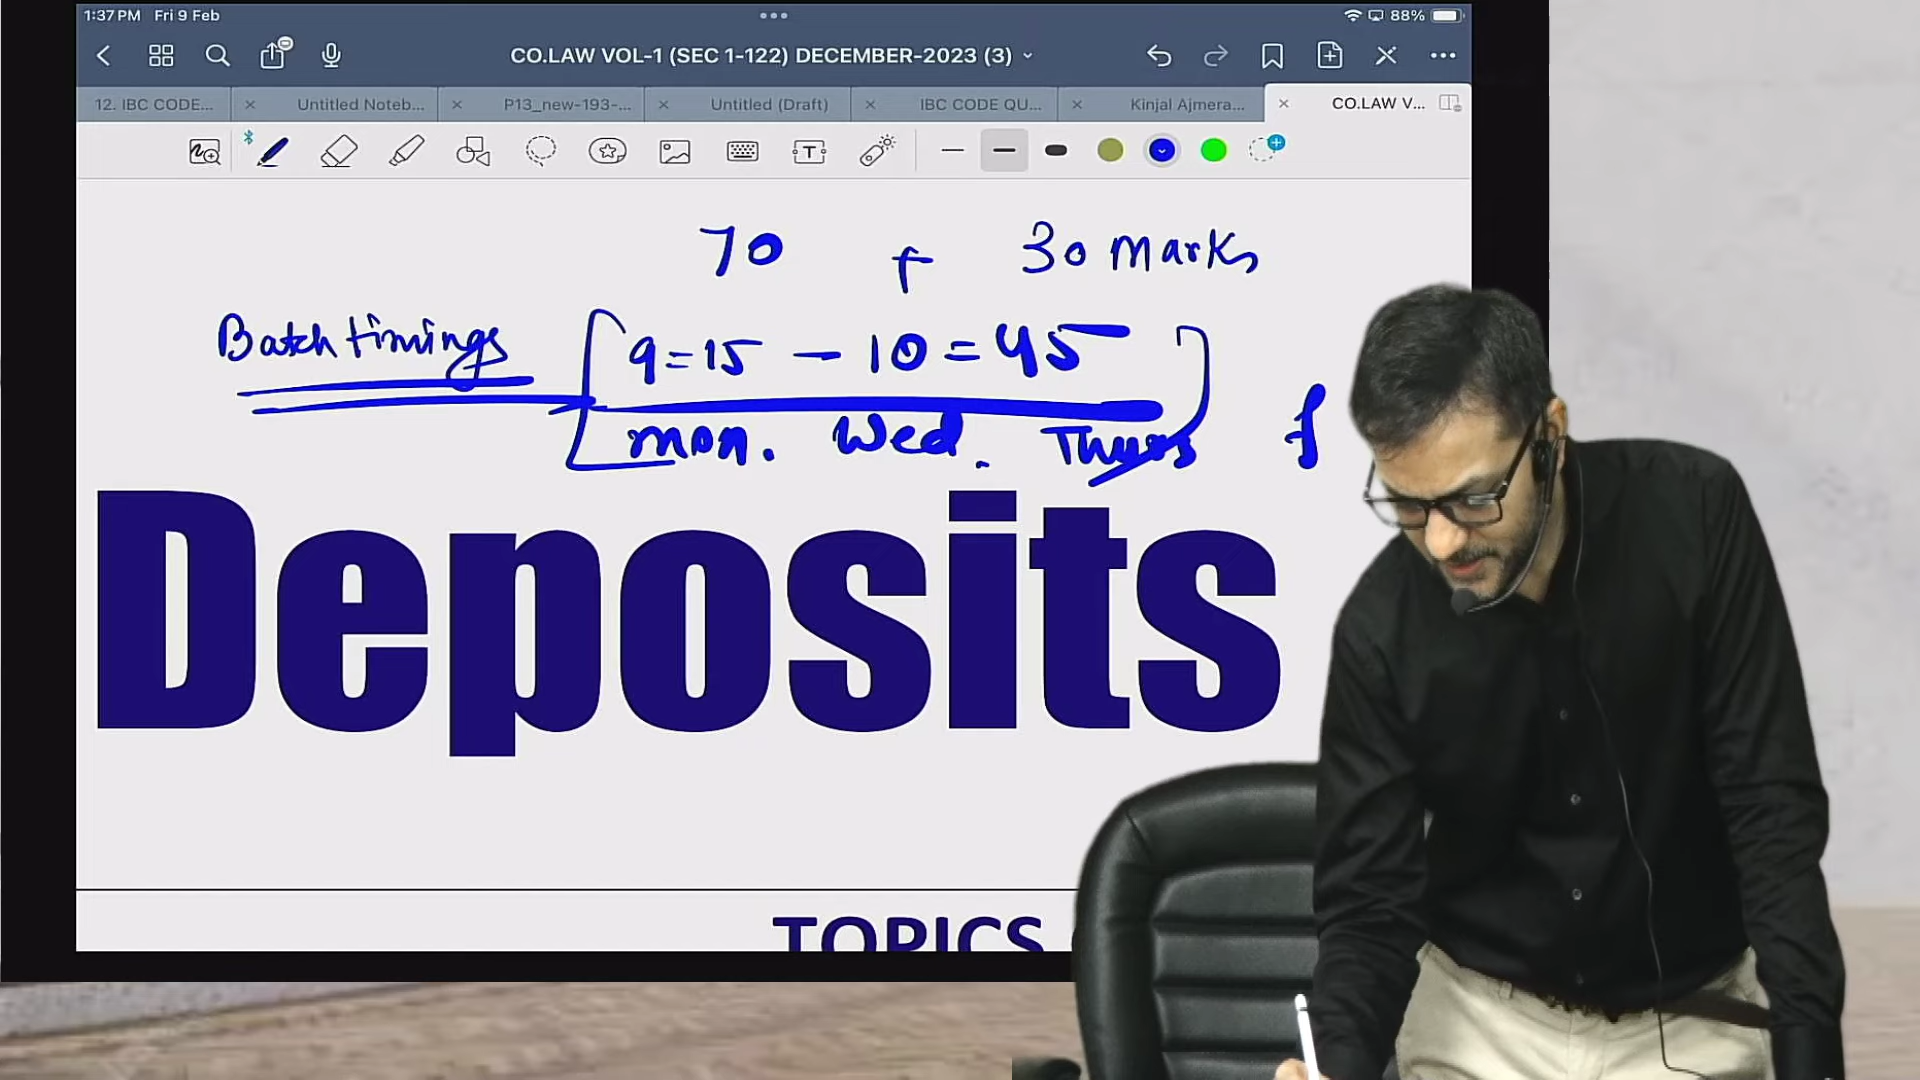 1:37 PM Fri 9 Feb
88%
CO.LAW VOL-1 (SEC 1-122) DECEMBER-2023 (3)
12. IBC CODE... Untitled Noteb... P13_new-193-... Untitled (Draft) IBC CODE QU... Kinjal Ajmera... CO.LAW V...
T
70 + 30 marks
Batch timings [9=15 - 10=45]
mon. Wed. Thurs f
Deposits
TOPICS